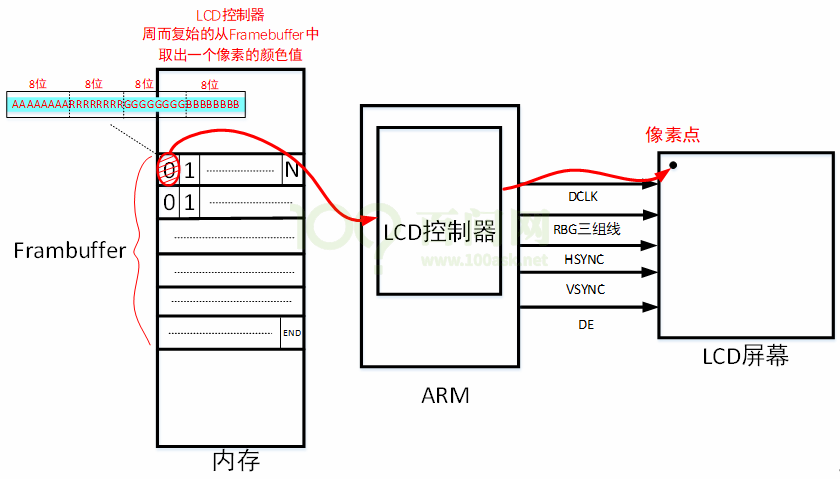 LCD控制器
周而复始的从Framebuffer中
取出一个像素的颜色值
8位 8位 8位 8位
AAAAAAAARRRRRRRRGGGGGGGGBBBBBBBB
像素点
0 1 N
0 1
Frambuffer
END
内存
LCD控制器
ARM
DCLK
RBG三组线
HSYNC
VSYNC
DE
LCD屏幕
百问网
www.100ask.net